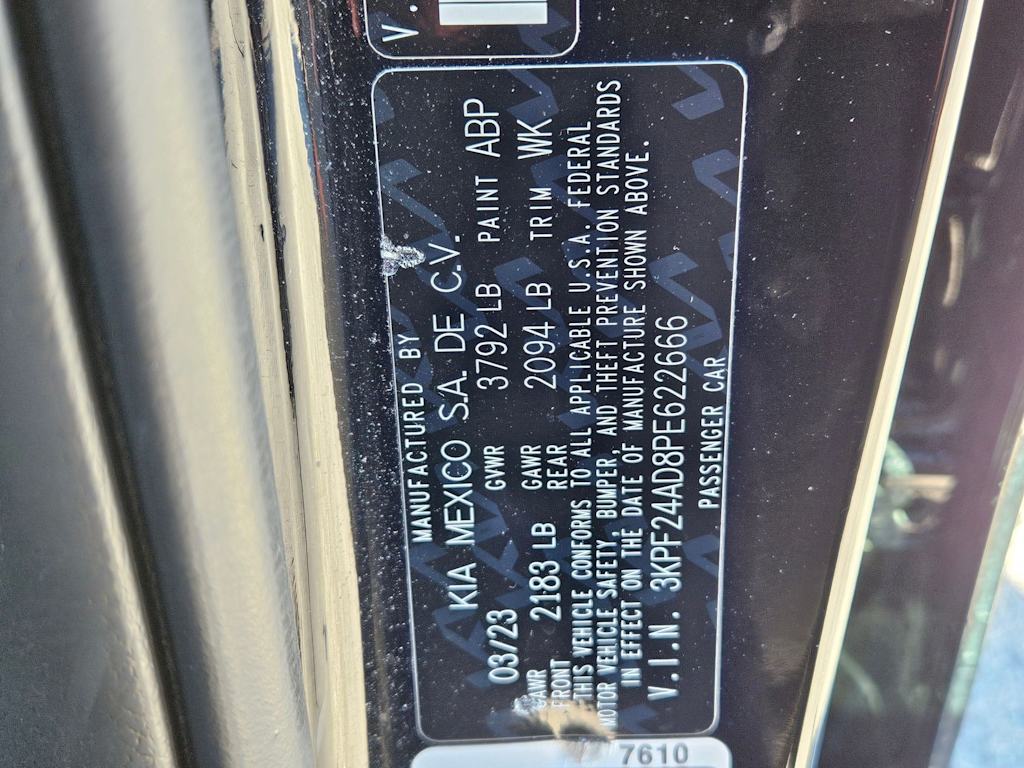 V.
MANUFACTURED BY
KIA MEXICO S.A. DE C.V.
03/23 GVWR 3792 LB PAINT ABP
GAWR FRONT 2183 LB GAWR REAR 2094 LB TRIM WK
THIS VEHICLE CONFORMS TO ALL APPLICABLE U.S.A. FEDERAL
MOTOR VEHICLE SAFETY, BUMPER, AND THEFT PREVENTION STANDARDS
IN EFFECT ON THE DATE OF MANUFACTURE SHOWN ABOVE.
V.I.N. 3KPF24AD8PE622666
PASSENGER CAR
7610